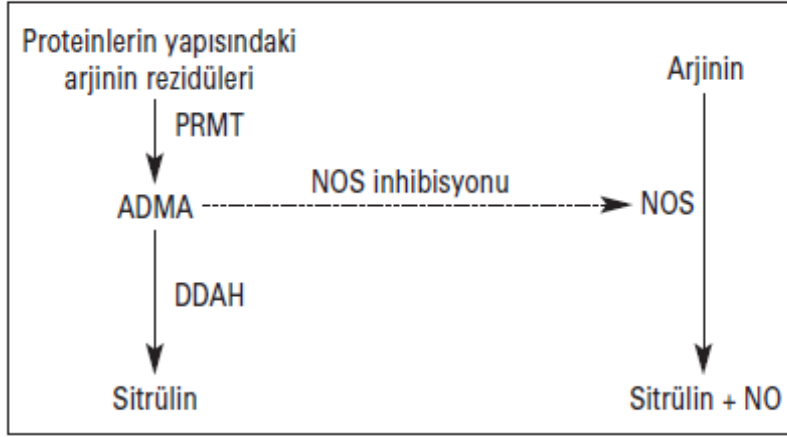 Proteinlerin yapısındaki
arjinin rezidüleri
Arjinin
PRMT
NOS inhibisyonu
ADMA
NOS
DDAH
Sitrülin
Sitrülin + NO